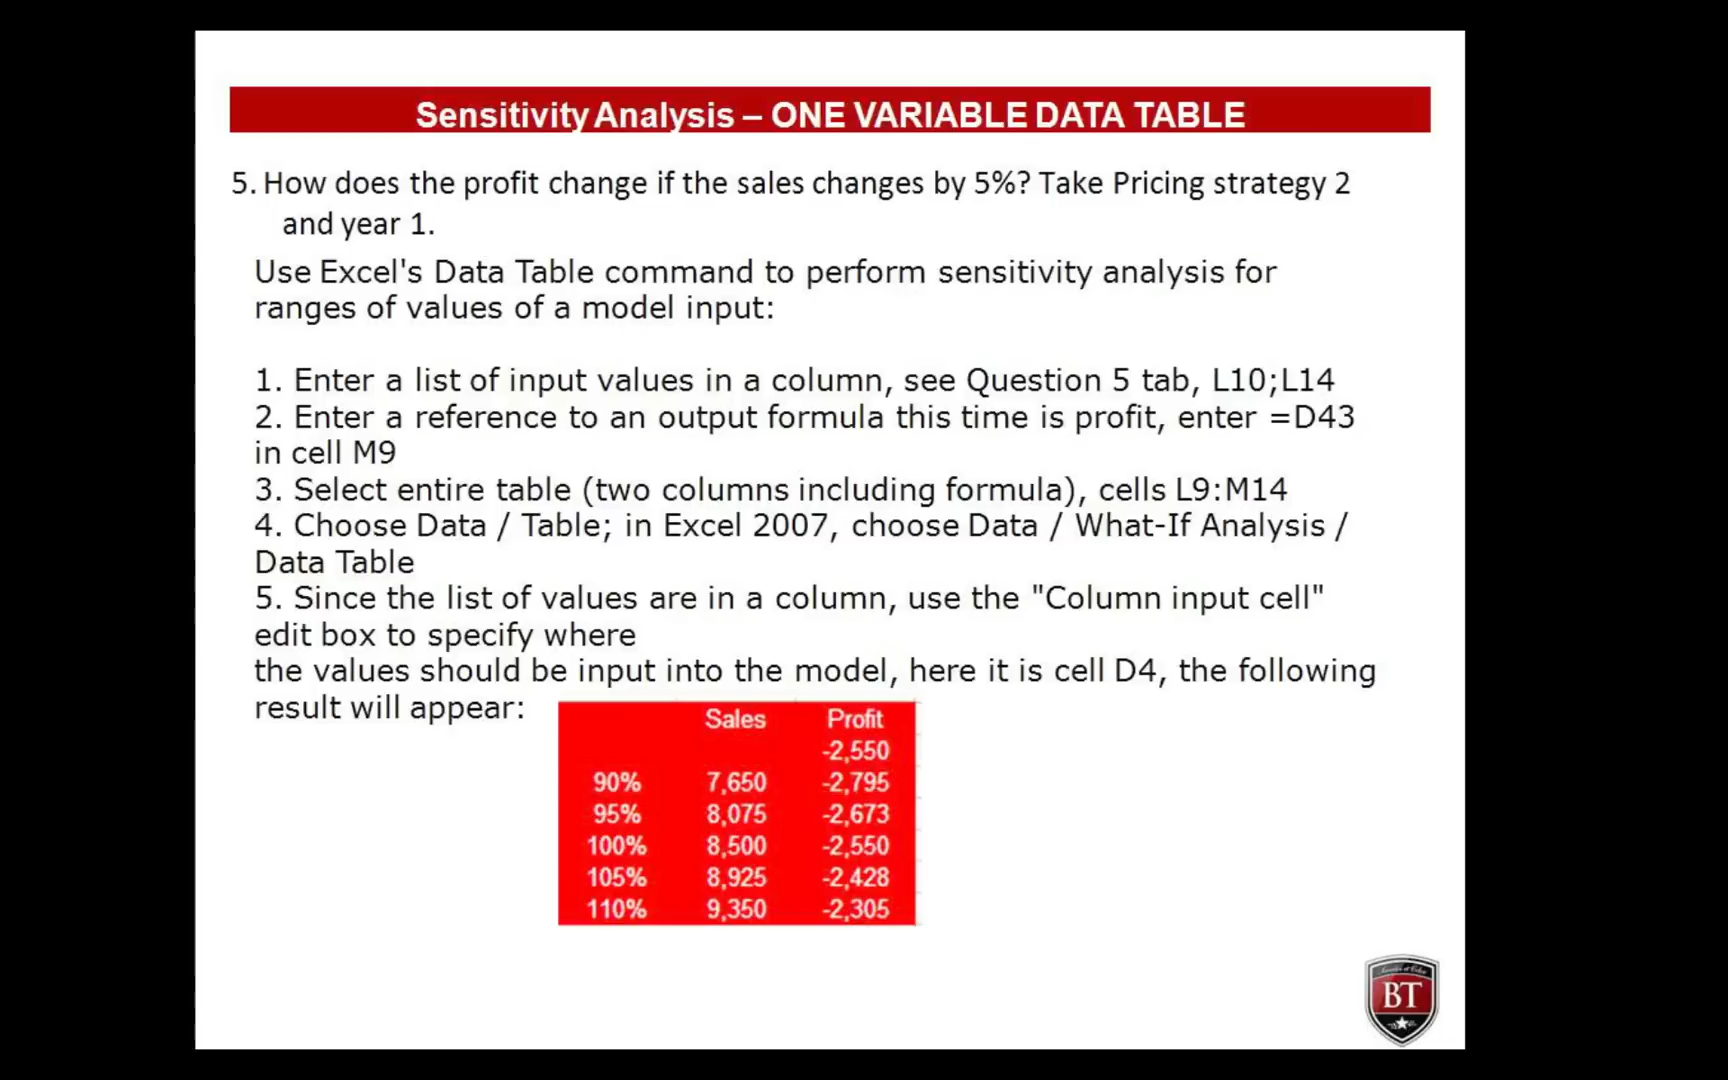 Sensitivity Analysis – ONE VARIABLE DATA TABLE
5. How does the profit change if the sales changes by 5%? Take Pricing strategy 2
and year 1.
Use Excel's Data Table command to perform sensitivity analysis for
ranges of values of a model input:
1. Enter a list of input values in a column, see Question 5 tab, L10;L14
2. Enter a reference to an output formula this time is profit, enter =D43
in cell M9
3. Select entire table (two columns including formula), cells L9:M14
4. Choose Data / Table; in Excel 2007, choose Data / What-If Analysis /
Data Table
5. Since the list of values are in a column, use the "Column input cell"
edit box to specify where
the values should be input into the model, here it is cell D4, the following
result will appear:
Sales Profit
-2,550
90% 7,650 -2,795
95% 8,075 -2,673
100% 8,500 -2,550
105% 8,925 -2,428
110% 9,350 -2,305
BT